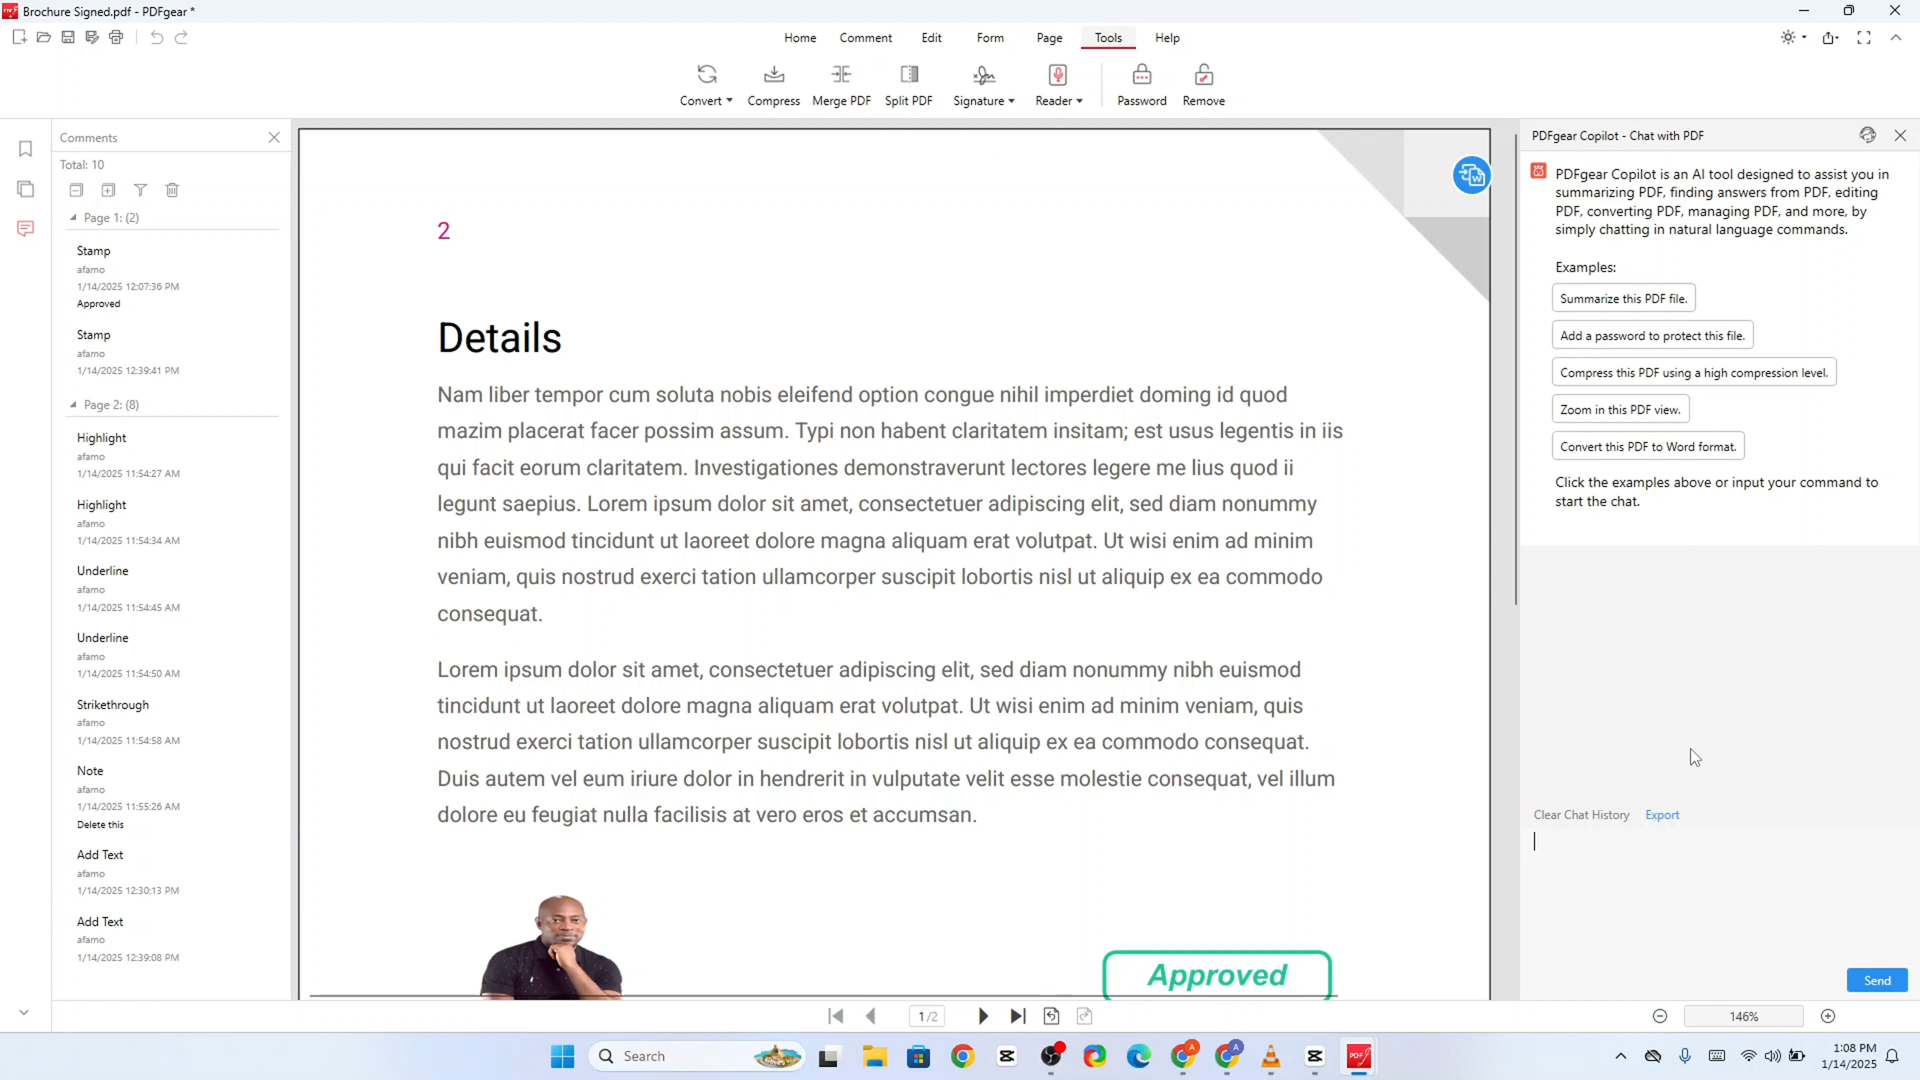 Brochure Signed.pdf - PDFgear *
Home
Comment
Edit
Form
Page
Tools
Help
Convert
Compress
Merge PDF
Split PDF
Signature
Reader
Password
Remove
Comments
Total: 10
Page 1: (2)
Stamp
afamo
1/14/2025 12:07:36 PM
Approved
Stamp
afamo
1/14/2025 12:39:41 PM
Page 2: (8)
Highlight
afamo
1/14/2025 11:54:27 AM
Highlight
afamo
1/14/2025 11:54:34 AM
Underline
afamo
1/14/2025 11:54:45 AM
Underline
afamo
1/14/2025 11:54:50 AM
Strikethrough
afamo
1/14/2025 11:54:58 AM
Note
afamo
1/14/2025 11:55:26 AM
Delete this
Add Text
afamo
1/14/2025 12:30:13 PM
Add Text
afamo
1/14/2025 12:39:08 PM
2
Details
Nam liber tempor cum soluta nobis eleifend option congue nihil imperdiet doming id quod
mazim placerat facer possim assum. Typi non habent claritatem insitam; est usus legentis in iis
qui facit eorum claritatem. Investigationes demonstraverunt lectores legere me lius quod ii
legunt saepius. Lorem ipsum dolor sit amet, consectetuer adipiscing elit, sed diam nonummy
nibh euismod tincidunt ut laoreet dolore magna aliquam erat volutpat. Ut wisi enim ad minim
veniam, quis nostrud exerci tation ullamcorper suscipit lobortis nisl ut aliquip ex ea commodo
consequat.
Lorem ipsum dolor sit amet, consectetuer adipiscing elit, sed diam nonummy nibh euismod
tincidunt ut laoreet dolore magna aliquam erat volutpat. Ut wisi enim ad minim veniam, quis
nostrud exerci tation ullamcorper suscipit lobortis nisl ut aliquip ex ea commodo consequat.
Duis autem vel eum iriure dolor in hendrerit in vulputate velit esse molestie consequat, vel illum
dolore eu feugiat nulla facilisis at vero eros et accumsan.
Approved
PDFgear Copilot - Chat with PDF
PDFgear Copilot is an AI tool designed to assist you in
summarizing PDF, finding answers from PDF, editing
PDF, converting PDF, managing PDF, and more, by
simply chatting in natural language commands.
Examples:
Summarize this PDF file.
Add a password to protect this file.
Compress this PDF using a high compression level.
Zoom in this PDF view.
Convert this PDF to Word format.
Click the examples above or input your command to
start the chat.
Clear Chat History
Export
Send
1/2
146%
Search
1:08 PM
1/14/2025